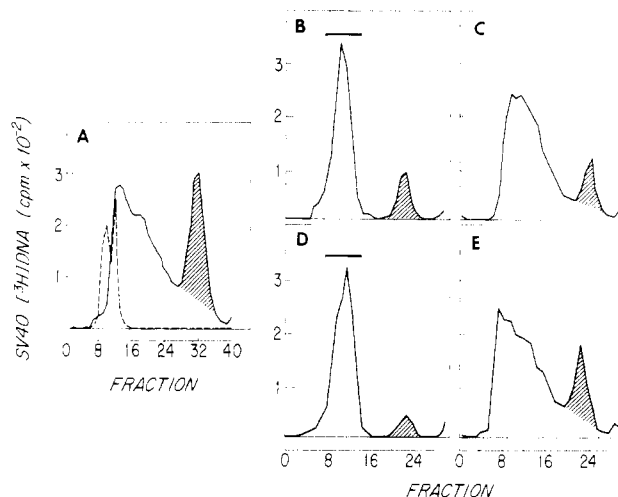 B
C
3
2
1
A
3
2
1
SV40 [³H]DNA (cpm x 10⁻²)
0 8 16 24 32 40
FRACTION
D
E
3
2
1
0 8 16 24 0 8 16 24
FRACTION